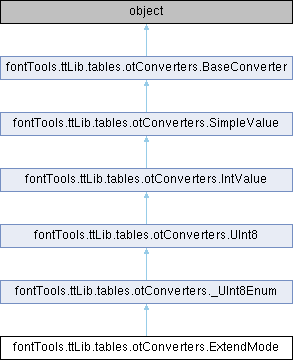 object
fontTools.ttLib.tables.otConverters.BaseConverter
fontTools.ttLib.tables.otConverters.SimpleValue
fontTools.ttLib.tables.otConverters.IntValue
fontTools.ttLib.tables.otConverters.UInt8
fontTools.ttLib.tables.otConverters._UInt8Enum
fontTools.ttLib.tables.otConverters.ExtendMode